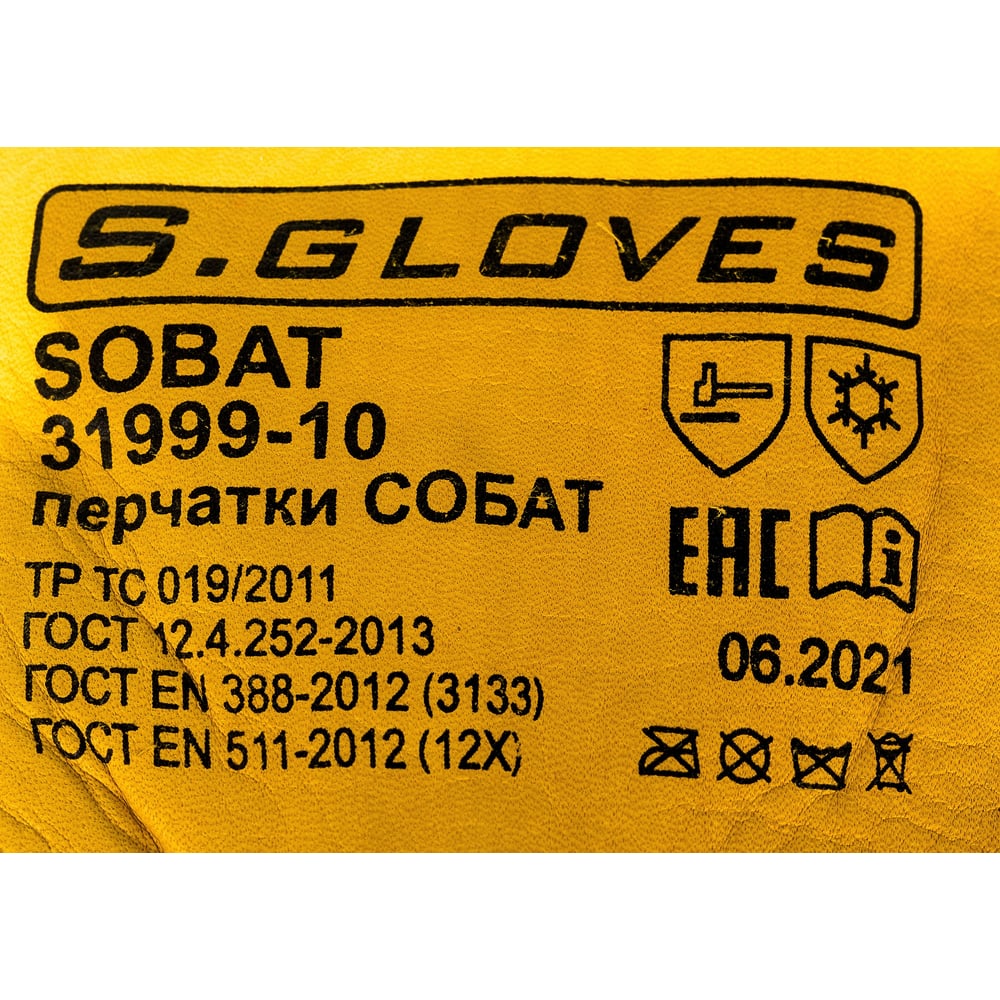 S.GLOVES
SOBAT
31999-10
перчатки СОБАТ
ТР ТС 019/2011
ГОСТ 12.4.252-2013
ГОСТ EN 388-2012 (3133)
ГОСТ EN 511-2012 (12X)
EAC
i
06.2021